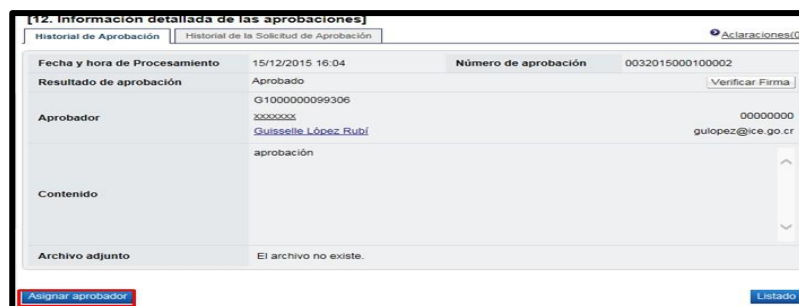 [12. Información detallada de las aprobaciones]
Historial de Aprobación Historial de la Solicitud de Aprobación Aclaraciones(0
Fecha y hora de Procesamiento 15/12/2015 16:04 Número de aprobación 0032015000100002
Resultado de aprobación Aprobado Verificar Firma
G1000000099306
Aprobador xxxxxxx 00000000
Guisselle López Rubí gulopez@ice.go.cr
aprobación
Contenido
Archivo adjunto El archivo no existe.
Asignar aprobador Listado